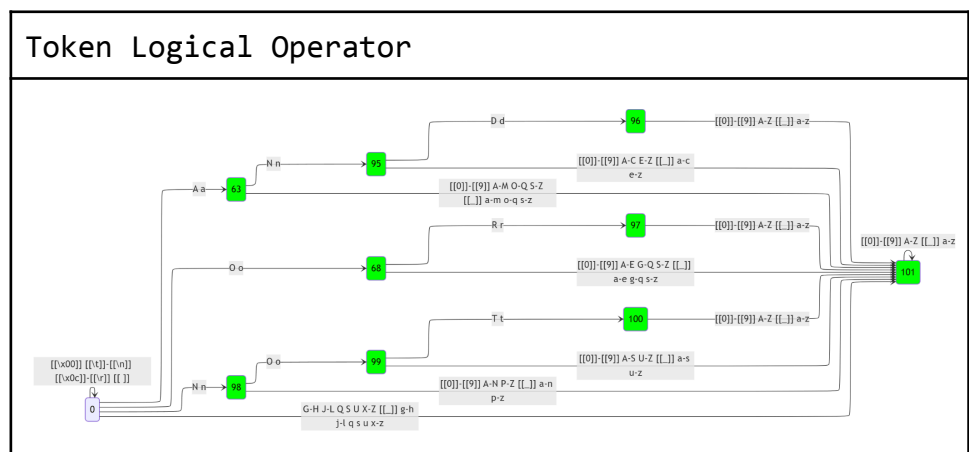 Token Logical Operator
D d
96
[[0]]-[[9]] A-Z [[_]] a-z
N n
95
[[0]]-[[9]] A-C E-Z [[_]] a-c
e-z
A a
63
[[0]]-[[9]] A-M O-Q S-Z
[[_]] a-m o-q s-z
R r
97
[[0]]-[[9]] A-Z [[_]] a-z
[[0]]-[[9]] A-Z [[_]] a-z
O o
68
[[0]]-[[9]] A-E G-Q S-Z [[_]]
a-e g-q s-z
101
T t
100
[[0]]-[[9]] A-Z [[_]] a-z
O o
99
[[0]]-[[9]] A-S U-Z [[_]] a-s
u-z
[[\x00]] [[\t]]-[[\n]]
[[\x0c]]-[[\r]] [[ ]]
N n
98
[[0]]-[[9]] A-N P-Z [[_]] a-n
p-z
0
G-H J-L Q S U X-Z [[_]] g-h
j-l q s u x-z